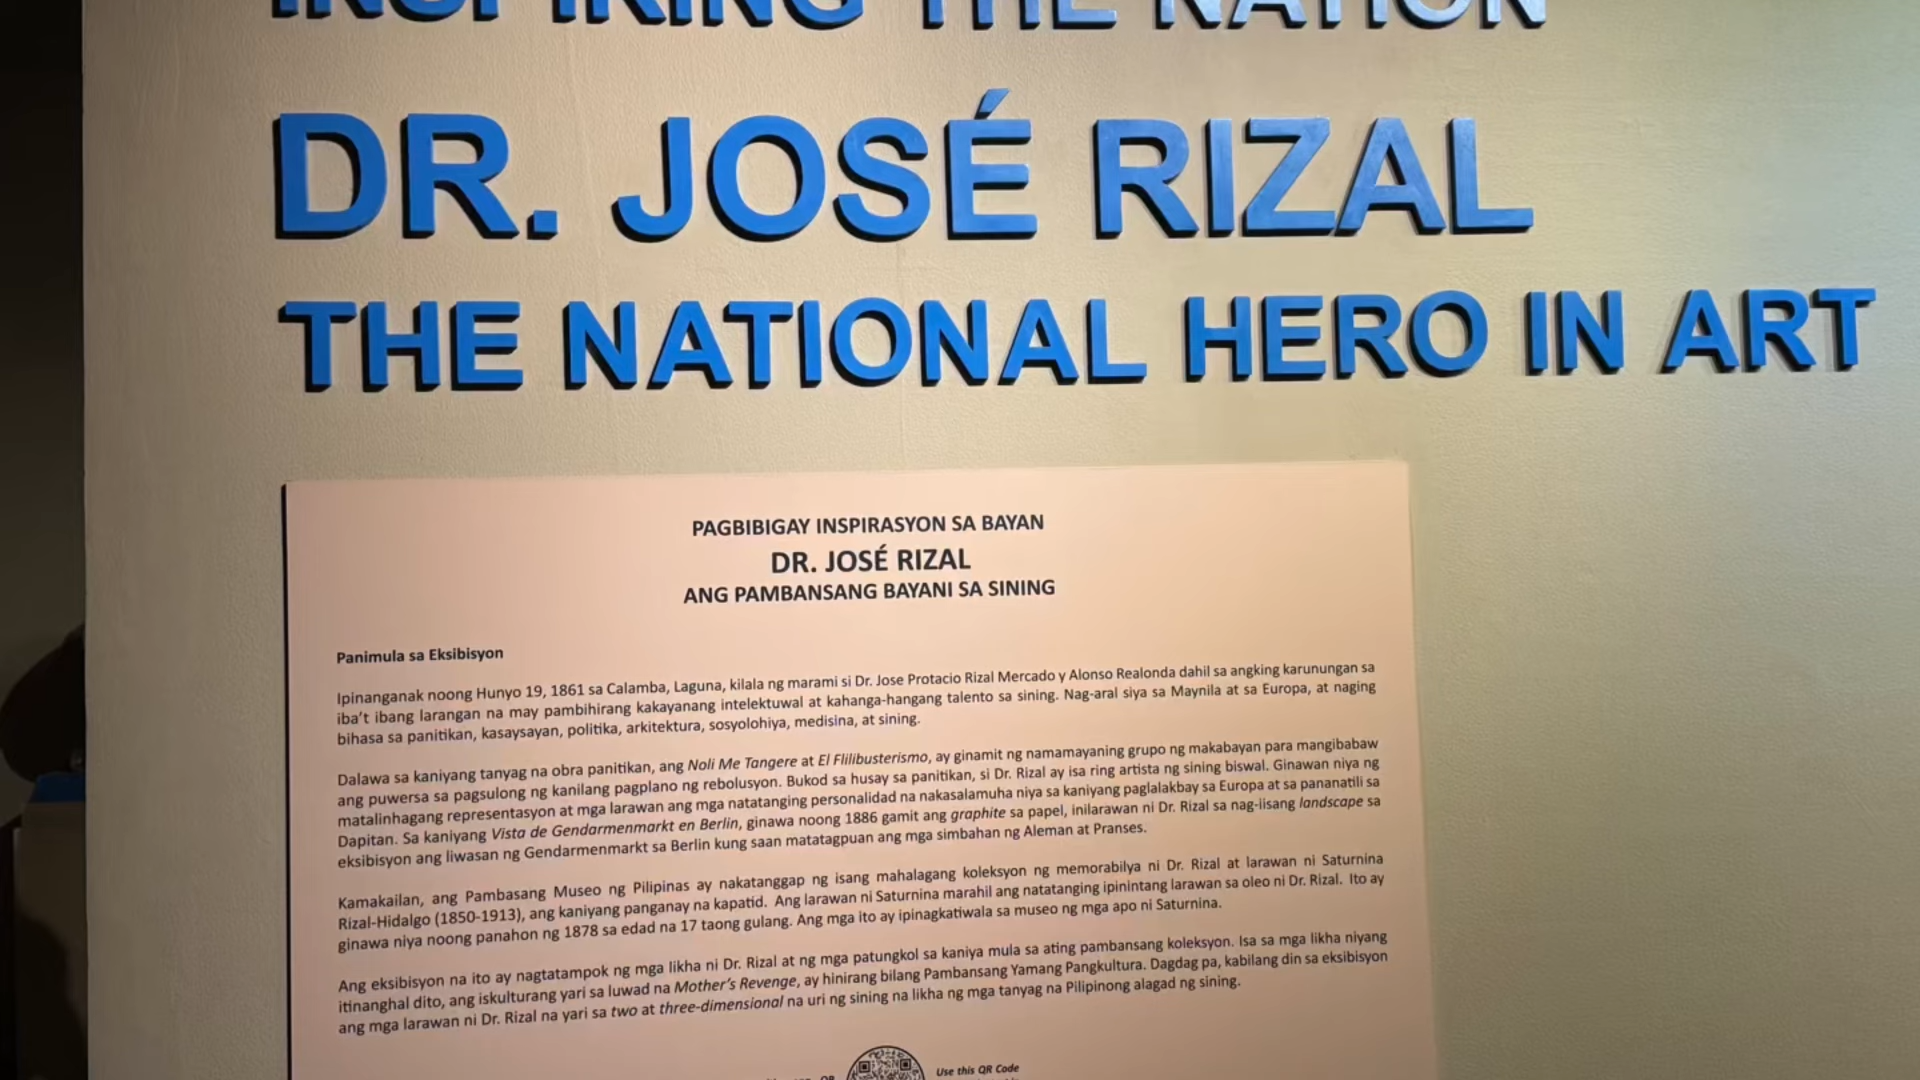 INSPIRING THE NATION
DR. JOSÉ RIZAL
THE NATIONAL HERO IN ART
PAGBIBIGAY INSPIRASYON SA BAYAN
DR. JOSÉ RIZAL
ANG PAMBANSANG BAYANI SA SINING
Panimula sa Eksibisyon
Ipinanganak noong Hunyo 19, 1861 sa Calamba, Laguna, kilala ng marami si Dr. Jose Protacio Rizal Mercado y Alonso Realonda dahil sa angking karunungan sa
iba't ibang larangan na may pambihirang kakayanang intelektuwal at kahanga-hangang talento sa sining. Nag-aral siya sa Maynila at sa Europa, at naging
bihasa sa panitikan, kasaysayan, politika, arkitektura, sosyolohiya, medisina, at sining.
Dalawa sa kaniyang tanyag na obra panitikan, ang Noli Me Tangere at El Flilibusterismo, ay ginamit ng namamayaning grupo ng makabayan para mangibabaw
ang puwersa sa pagsulong ng kanilang pagplano ng rebolusyon. Bukod sa husay sa panitikan, si Dr. Rizal ay isa ring artista ng sining biswal. Ginawan niya ng
matalinhagang representasyon at mga larawan ang mga natatanging personalidad na nakasalamuha niya sa kaniyang paglalakbay sa Europa at sa pananatili sa
Dapitan. Sa kaniyang Vista de Gendarmenmarkt en Berlin, ginawa noong 1886 gamit ang graphite sa papel, inilarawan ni Dr. Rizal sa nag-iisang landscape sa
eksibisyon ang liwasan ng Gendarmenmarkt sa Berlin kung saan matatagpuan ang mga simbahan ng Aleman at Pranses.
Kamakailan, ang Pambasang Museo ng Pilipinas ay nakatanggap ng isang mahalagang koleksyon ng memorabilya ni Dr. Rizal at larawan ni Saturnina
Rizal-Hidalgo (1850-1913), ang kaniyang panganay na kapatid. Ang larawan ni Saturnina marahil ang natatanging ipinintang larawan sa oleo ni Dr. Rizal. Ito ay
ginawa niya noong panahon ng 1878 sa edad na 17 taong gulang. Ang mga ito ay ipinagkatiwala sa museo ng mga apo ni Saturnina.
Ang eksibisyon na ito ay nagtatampok ng mga likha ni Dr. Rizal at ng mga patungkol sa kaniya mula sa ating pambansang koleksyon. Isa sa mga likha niyang
itinanghal dito, ang iskulturang yari sa luwad na Mother's Revenge, ay hinirang bilang Pambansang Yamang Pangkultura. Dagdag pa, kabilang din sa eksibisyon
ang mga larawan ni Dr. Rizal na yari sa two at three-dimensional na uri ng sining na likha ng mga tanyag na Pilipinong alagad ng sining.
Use this QR Code